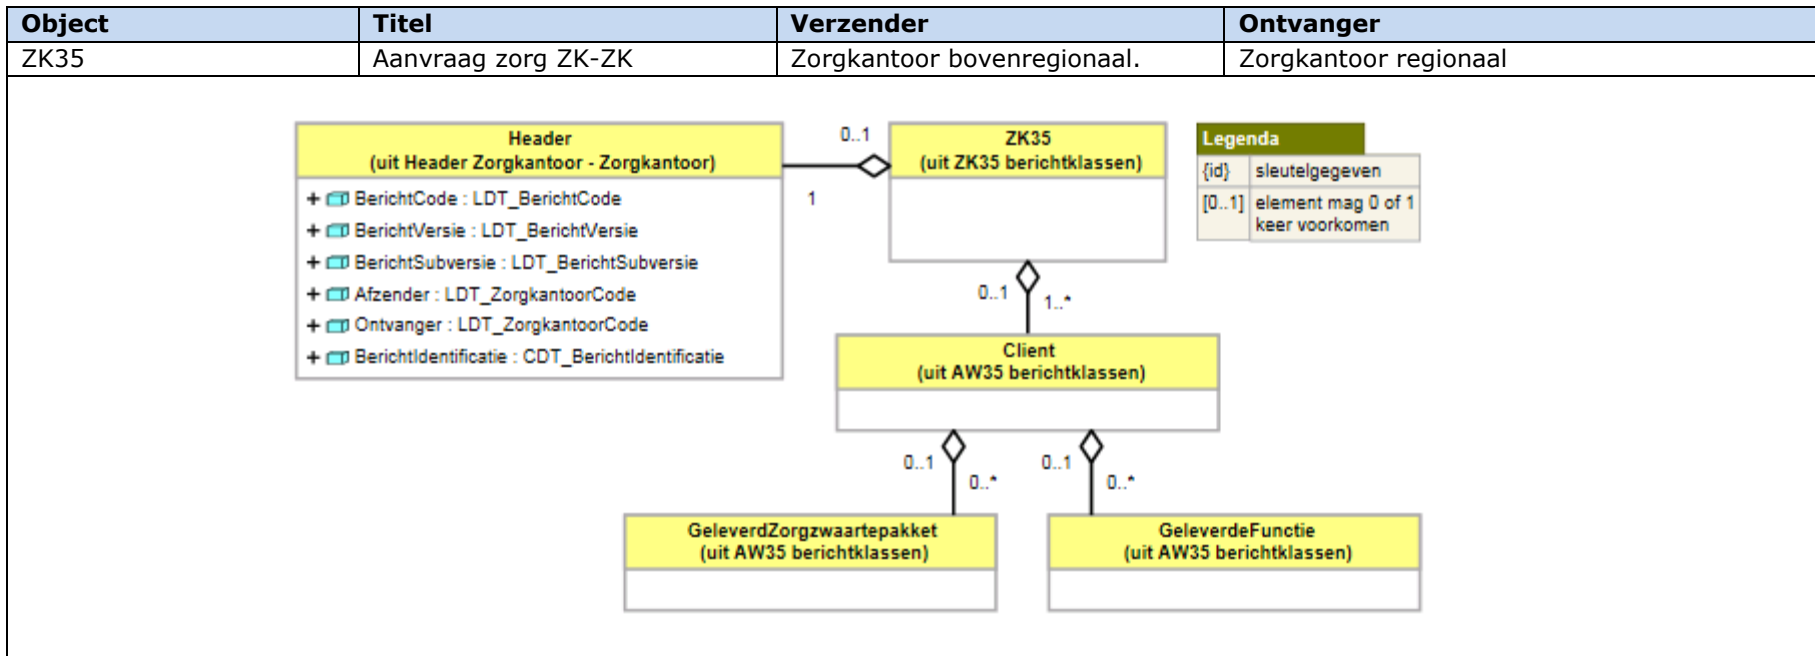 Object Titel Verzender Ontvanger
ZK35 Aanvraag zorg ZK-ZK Zorgkantoor bovenregionaal. Zorgkantoor regionaal
Header
(uit Header Zorgkantoor - Zorgkantoor)
+ BerichtCode : LDT_BerichtCode
+ BerichtVersie : LDT_BerichtVersie
+ BerichtSubversie : LDT_BerichtSubversie
+ Afzender : LDT_ZorgkantoorCode
+ Ontvanger : LDT_ZorgkantoorCode
+ BerichtIdentificatie : CDT_BerichtIdentificatie
0..1
1
ZK35
(uit ZK35 berichtklassen)
Legenda
{id} sleutelgegeven
[0..1] element mag 0 of 1
keer voorkomen
0..1
1..*
Client
(uit AW35 berichtklassen)
0..1
0..*
0..1
0..*
GeleverdZorgzwaartepakket
(uit AW35 berichtklassen)
GeleverdeFunctie
(uit AW35 berichtklassen)